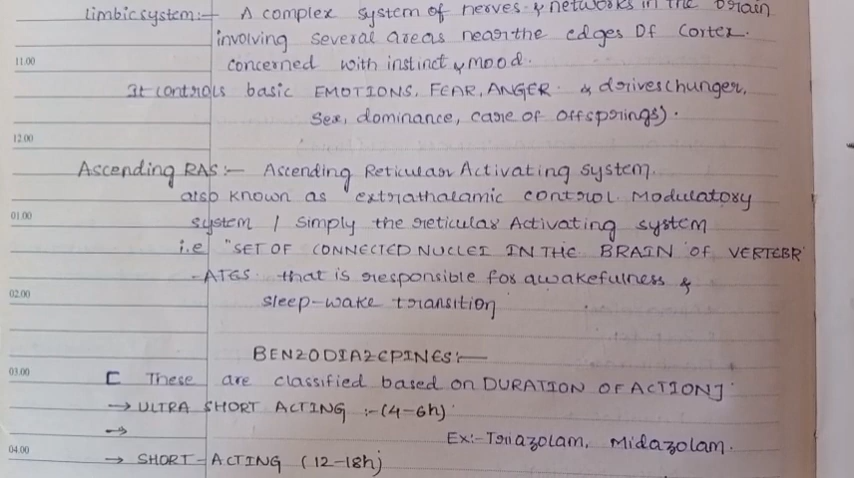 limbic system:- A complex system of nerves & networks in the brain
involving several areas near the edges Of Cortex.
11.00
concerned with instinct & mood.
It controls basic EMOTIONS, FEAR, ANGER & drives (hunger,
Sex, dominance, care of offsprings).
12.00
Ascending RAS:- Ascending Reticular Activating system.
also known as extrathalamic control Modulatory
01.00
system / simply the reticular Activating system
i.e "SET OF CONNECTED NUCLEI IN THE BRAIN OF VERTEBR
-ATES that is responsible for awakefulness &
02.00
sleep-wake transition
BENZODIAZEPINES:-
03.00
[ These are classified based on DURATION OF ACTION]
→ ULTRA SHORT ACTING :-(4-6h)
→
Ex:- Triazolam, Midazolam.
04.00
→ SHORT-ACTING (12-18h)